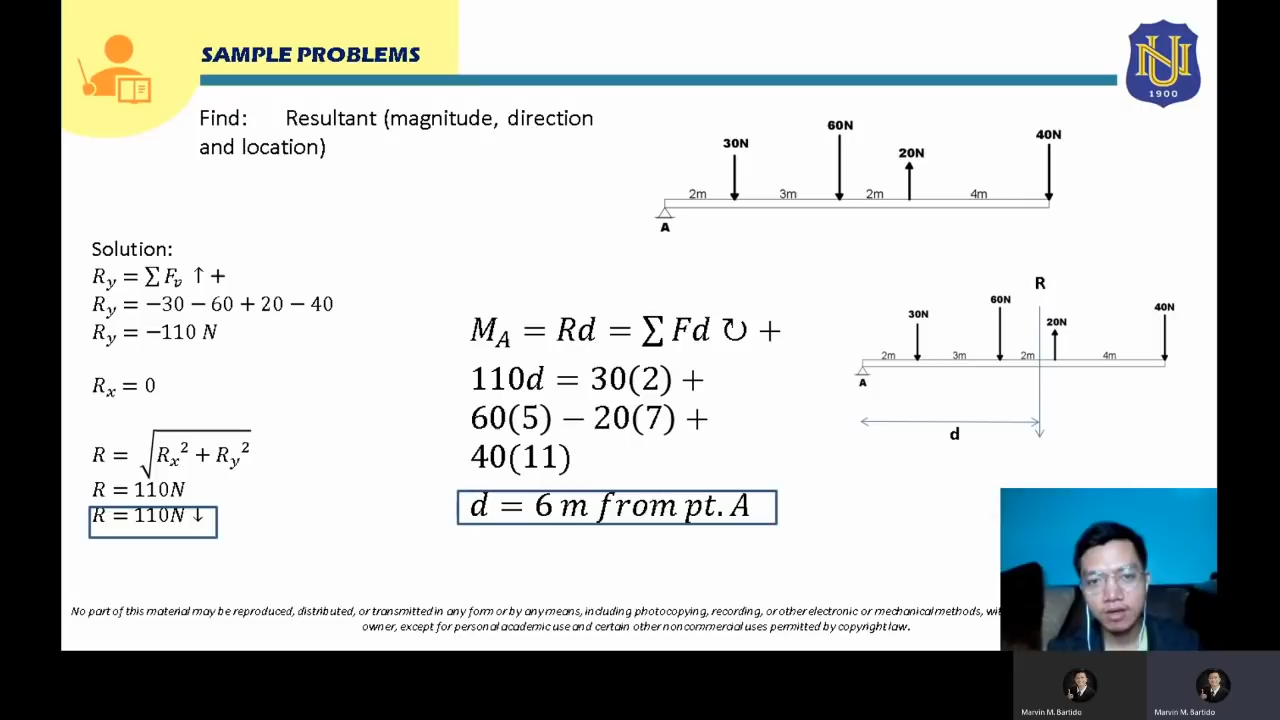 SAMPLE PROBLEMS
NU
1900
Find: Resultant (magnitude, direction
and location)
30N
60N
20N
40N
2m
3m
2m
4m
A
Solution:
R_y = ∑ F_v ↑ +
R_y = −30 − 60 + 20 − 40
R_y = −110 N
R_x = 0
R = √(R_x² + R_y²)
R = 110N
R = 110N ↓
M_A = Rd = ∑ Fd ↻ +
110d = 30(2) +
60(5) − 20(7) +
40(11)
d = 6 m from pt. A
R
30N
60N
20N
40N
2m
3m
2m
4m
A
d
No part of this material may be reproduced, distributed, or transmitted in any form or by any means, including photocopying, recording, or other electronic or mechanical methods,
owner, except for personal academic use and certain other noncommercial uses permitted by copyright law.
Marvin M. Bartido
Marvin M. Bartido